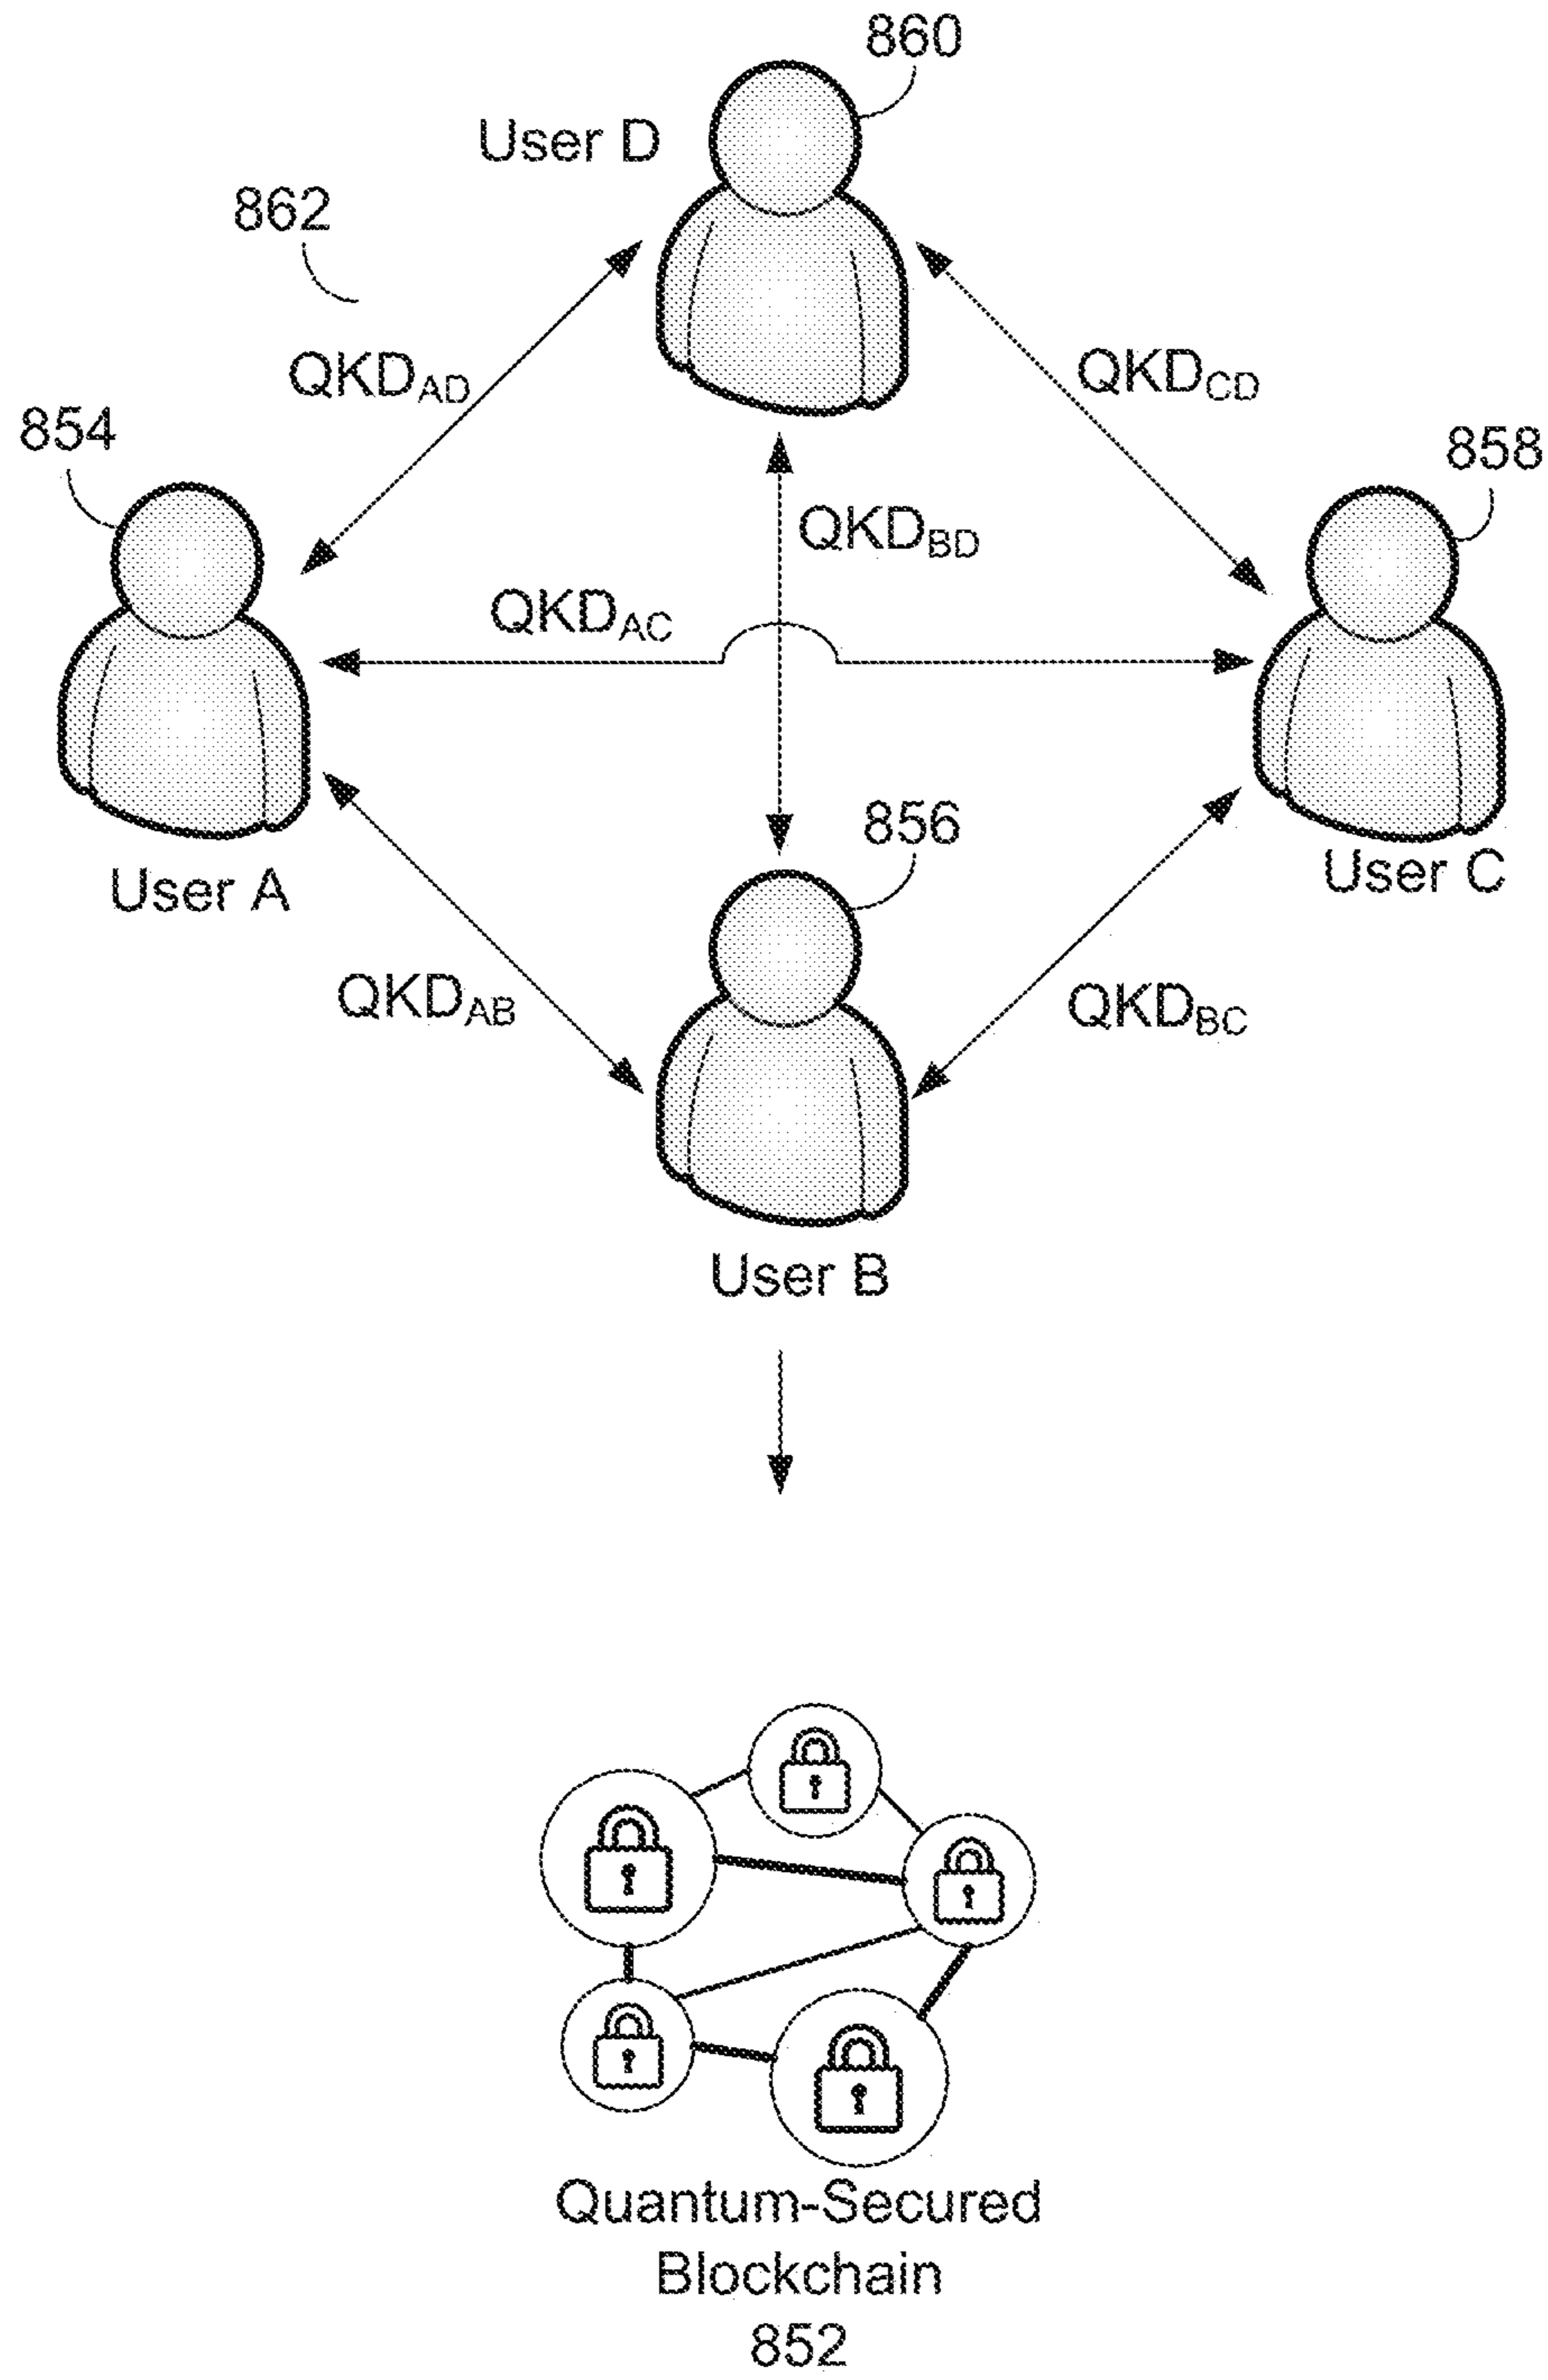 860
User D
862
QKDAD
QKDCD
854
858
QKDBD
QKDAC
856
User A
User C
QKDAB
QKDBC
User B
Quantum-Secured
Blockchain
852